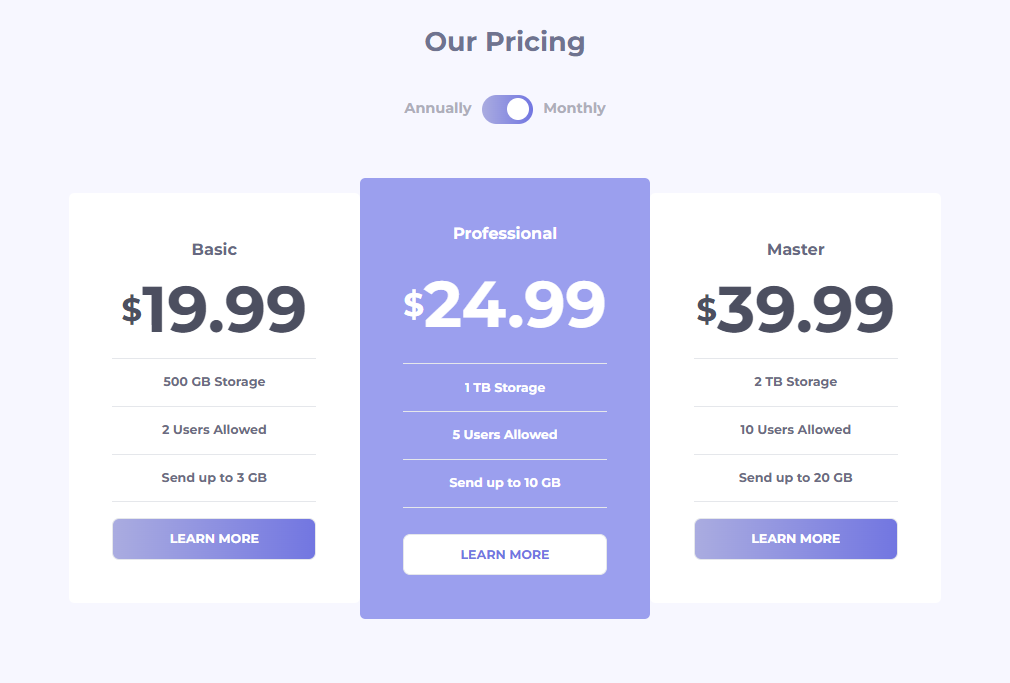 Our Pricing
Annually Monthly
Basic
$19.99
500 GB Storage
2 Users Allowed
Send up to 3 GB
LEARN MORE
Professional
$24.99
1 TB Storage
5 Users Allowed
Send up to 10 GB
LEARN MORE
Master
$39.99
2 TB Storage
10 Users Allowed
Send up to 20 GB
LEARN MORE